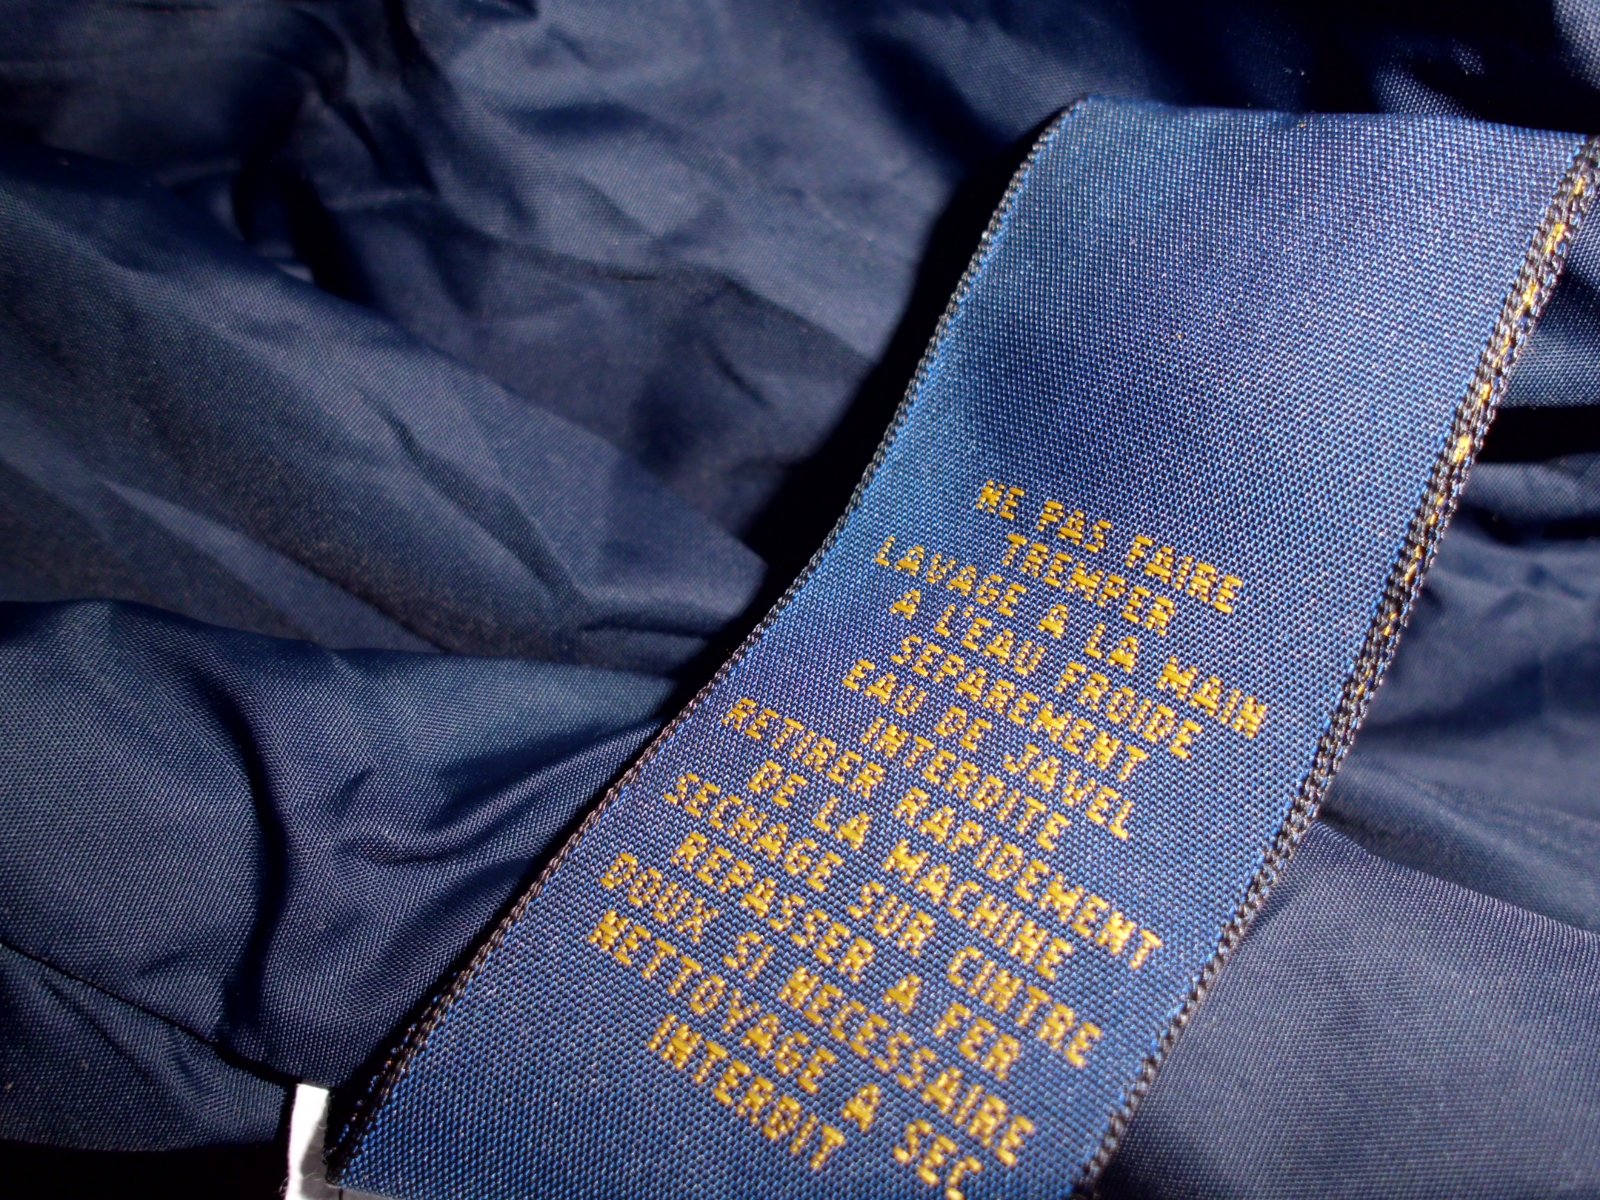 NE PAS FAIRE
TREMPER
LAVAGE A LA MAIN
A L'EAU FROIDE
SEPAREMENT
EAU DE JAVEL
INTERDITE
RETIRER RAPIDEMENT
DE LA MACHINE
SECHAGE SUR CINTRE
REPASSER A FER
DOUX SI NECESSAIRE
NETTOYAGE A SEC
INTERDIT